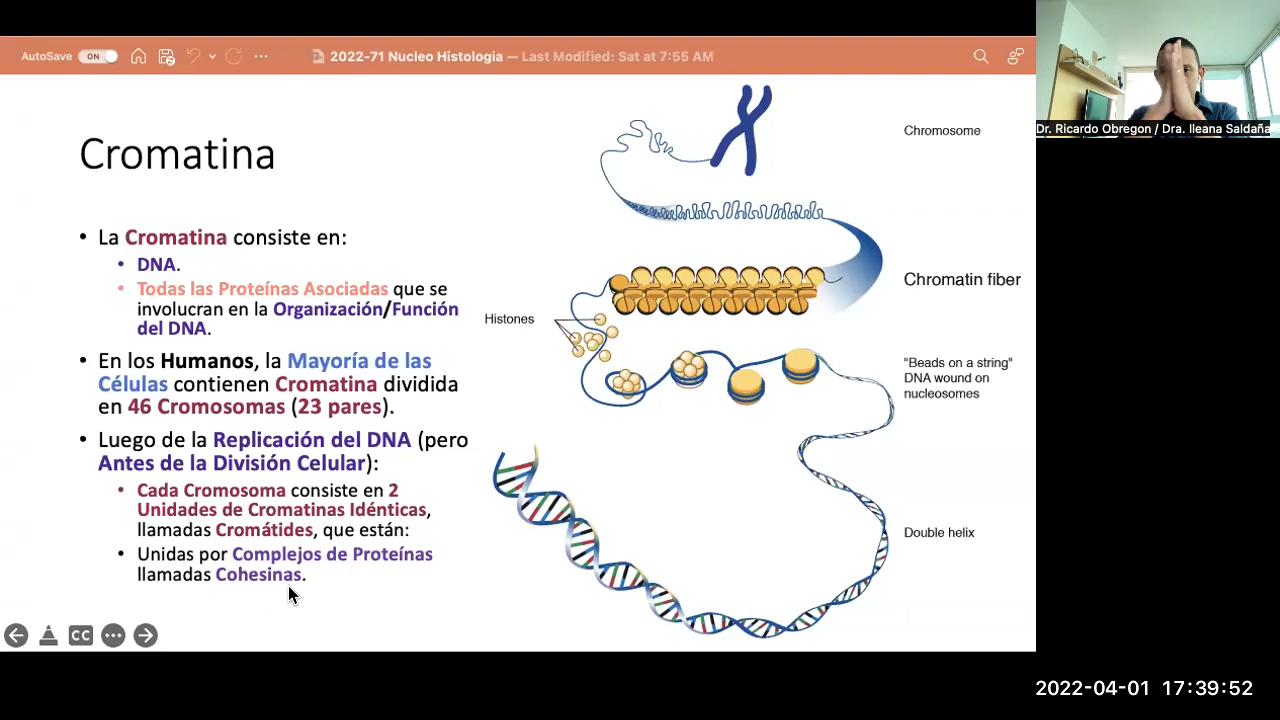 AutoSave ON 2022-71 Nucleo Histologia — Last Modified: Sat at 7:55 AM
Dr. Ricardo Obregon / Dra. Ileana Saldaña
Cromatina
• La Cromatina consiste en:
• DNA.
• Todas las Proteínas Asociadas que se
involucran en la Organización/Función
del DNA.
• En los Humanos, la Mayoría de las
Células contienen Cromatina dividida
en 46 Cromosomas (23 pares).
• Luego de la Replicación del DNA (pero
Antes de la División Celular):
• Cada Cromosoma consiste en 2
Unidades de Cromatinas Idénticas,
llamadas Cromátides, que están:
• Unidas por Complejos de Proteínas
llamadas Cohesinas.
Chromosome
Chromatin fiber
Histones
"Beads on a string"
DNA wound on
nucleosomes
Double helix
CC
2022-04-01 17:39:52